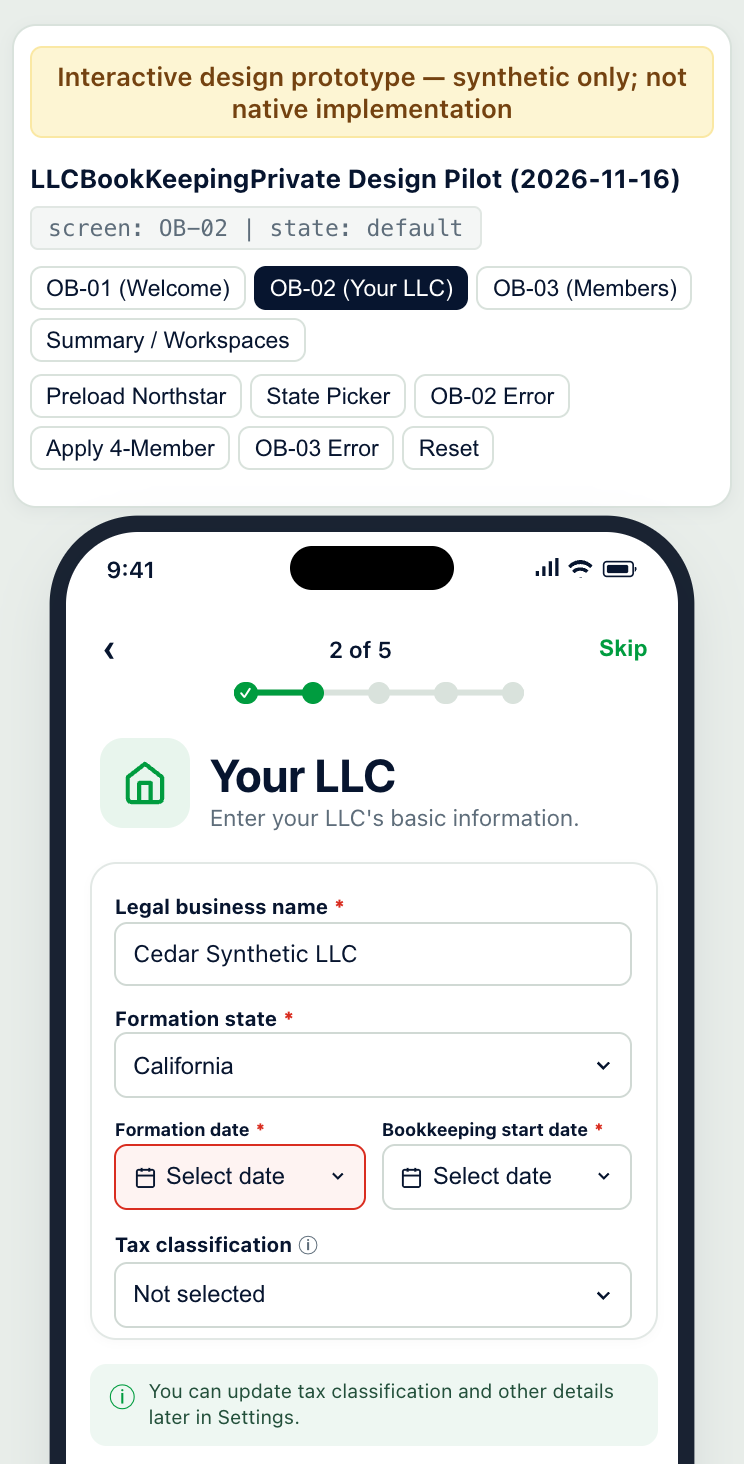 Interactive design prototype — synthetic only; not
native implementation
LLCBookKeepingPrivate Design Pilot (2026-11-16)
screen: OB-02 | state: default
OB-01 (Welcome) OB-02 (Your LLC) OB-03 (Members)
Summary / Workspaces
Preload Northstar State Picker OB-02 Error
Apply 4-Member OB-03 Error Reset
9:41
2 of 5 Skip
Your LLC
Enter your LLC's basic information.
Legal business name *
Cedar Synthetic LLC
Formation state *
California
Formation date * Bookkeeping start date *
Select date Select date
Tax classification ⓘ
Not selected
You can update tax classification and other details
later in Settings.